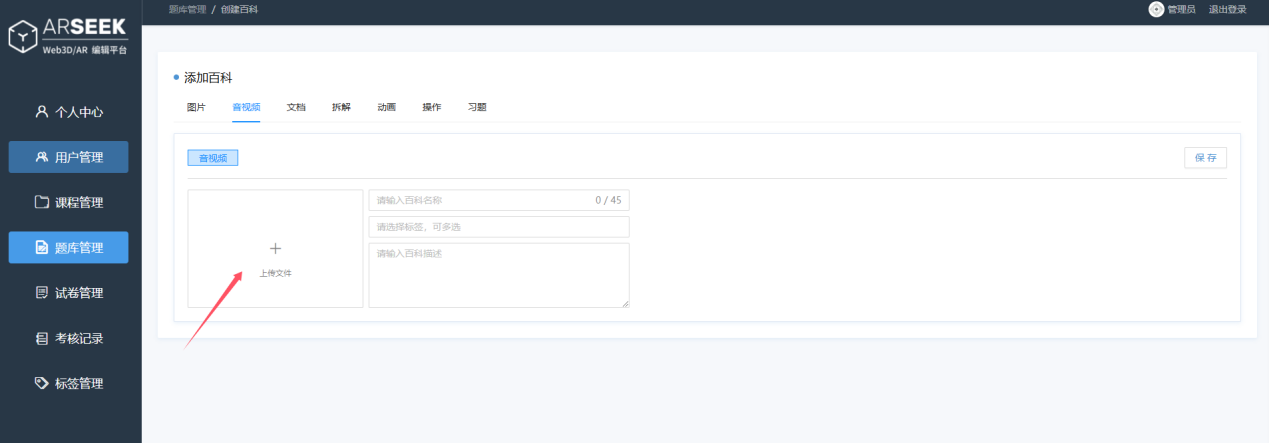 ARSEEK
Web3D/AR 编辑平台
题库管理 / 创建百科
管理员 退出登录
个人中心
用户管理
课程管理
题库管理
试卷管理
考核记录
标签管理
添加百科
图片 音视频 文档 拆解 动画 操作 习题
音视频
保 存
上传文件
请输入百科名称 0 / 45
请选择标签，可多选
请输入百科描述